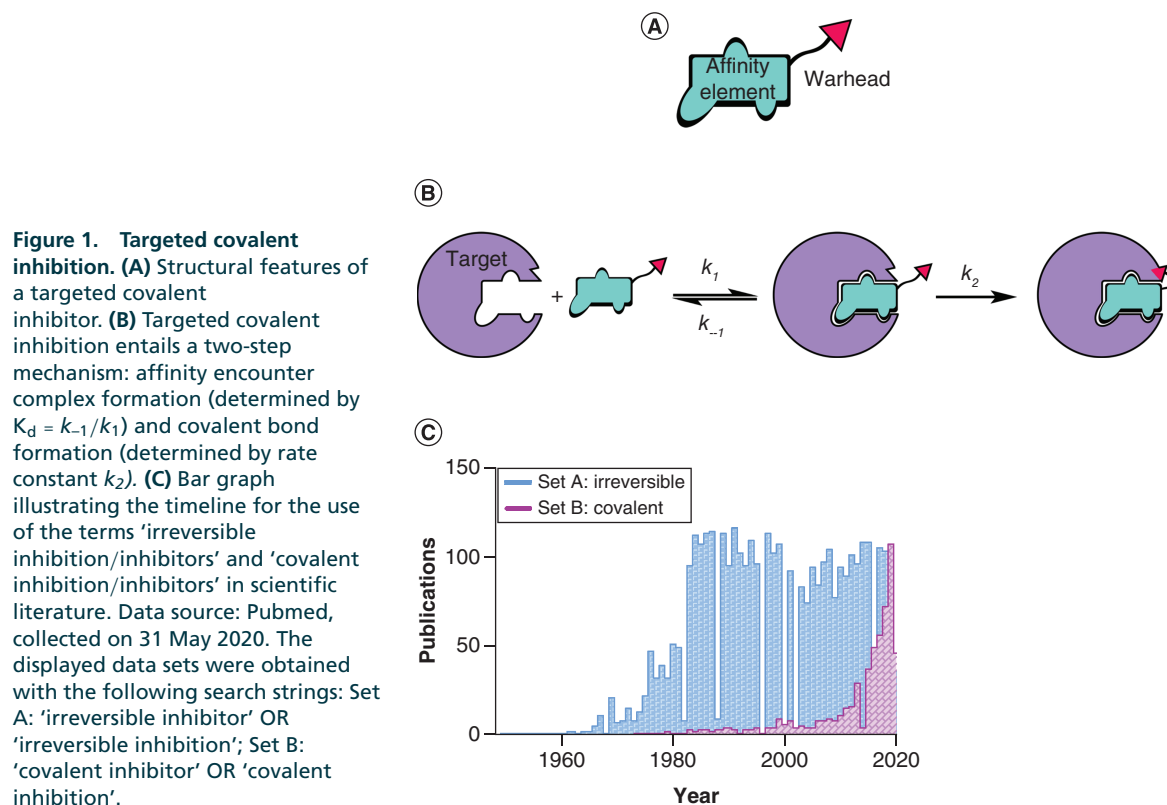 A
Affinity
element
Warhead
B
Target
+
k1
k–1
k2
Figure 1. Targeted covalent
inhibition. (A) Structural features of
a targeted covalent
inhibitor. (B) Targeted covalent
inhibition entails a two-step
mechanism: affinity encounter
complex formation (determined by
Kd = k–1/k1) and covalent bond
formation (determined by rate
constant k2). (C) Bar graph
illustrating the timeline for the use
of the terms ‘irreversible
inhibition/inhibitors’ and ‘covalent
inhibition/inhibitors’ in scientific
literature. Data source: Pubmed,
collected on 31 May 2020. The
displayed data sets were obtained
with the following search strings: Set
A: ‘irreversible inhibitor’ OR
‘irreversible inhibition’; Set B:
‘covalent inhibitor’ OR ‘covalent
inhibition’.
C
150
100
50
0
Publications
Set A: irreversible
Set B: covalent
1960
1980
2000
2020
Year